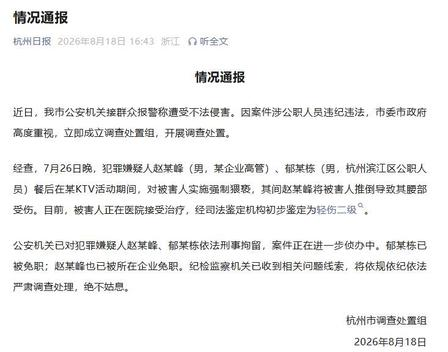 情况通报
杭州日报 2026年8月18日 16:43 浙江 听全文
情况通报
近日，我市公安机关接群众报警称遭受不法侵害。因案件涉公职人员违纪违法，市委市政府
高度重视，立即成立调查处置组，开展调查处置。
经查，7月26日晚，犯罪嫌疑人赵某峰（男，某企业高管）、郁某栋（男，杭州滨江区公职人
员）餐后在某KTV活动期间，对被害人实施强制猥亵，其间赵某峰将被害人推倒导致其腰部
受伤。目前，被害人正在医院接受治疗，经司法鉴定机构初步鉴定为轻伤二级。
公安机关已对犯罪嫌疑人赵某峰、郁某栋依法刑事拘留，案件正在进一步侦办中。郁某栋已
被免职；赵某峰也已被所在企业免职。纪检监察机关已收到相关问题线索，将依规依纪依法
严肃调查处理，绝不姑息。
杭州市调查处置组
2026年8月18日